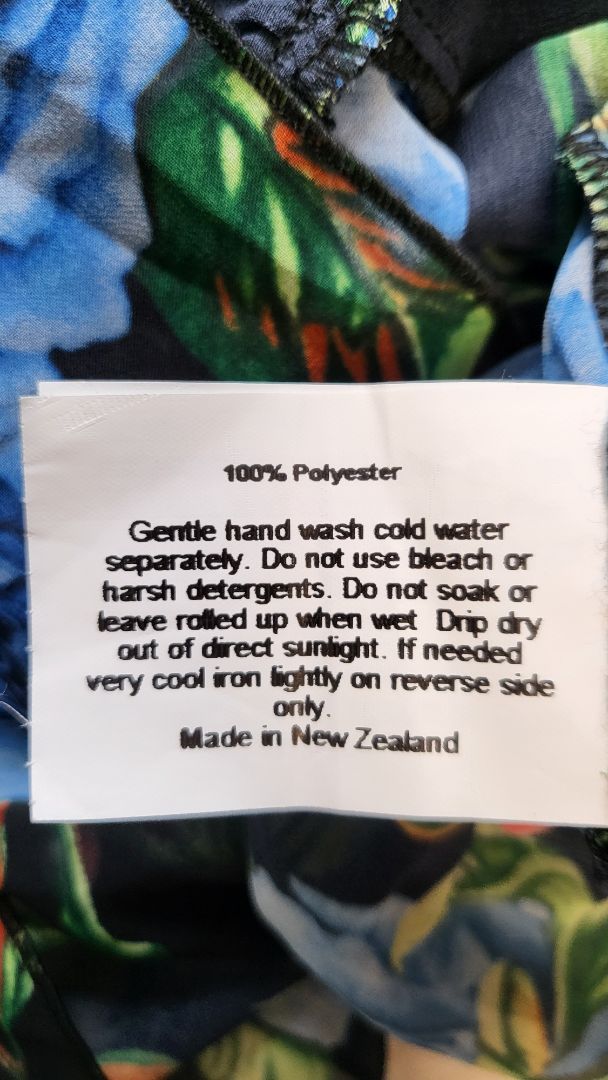 100% Polyester
Gentle hand wash cold water
separately. Do not use bleach or
harsh detergents. Do not soak or
leave rolled up when wet Drip dry
out of direct sunlight. If needed
very cool iron lightly on reverse side
only.
Made in New Zealand